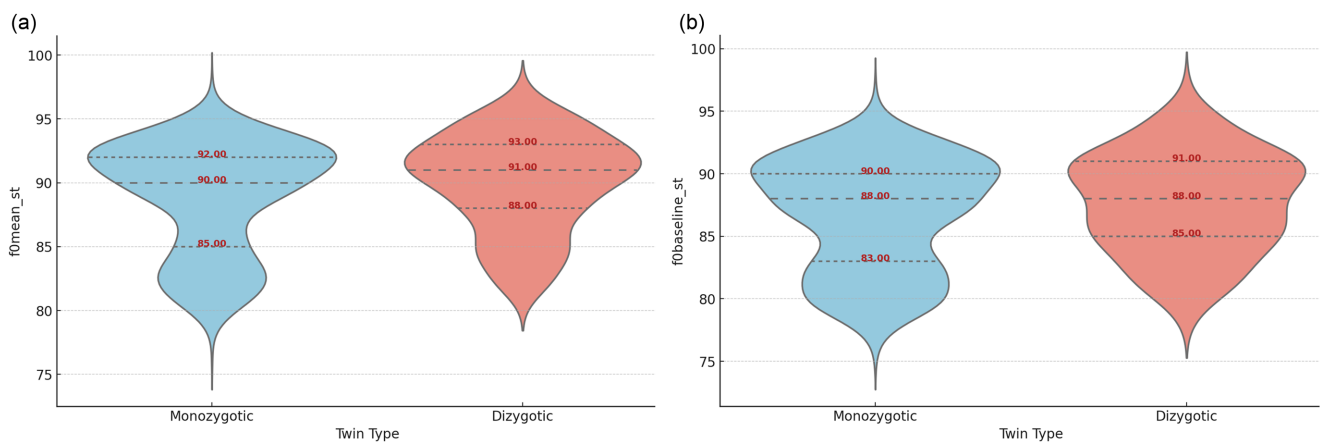 (a)
f0mean_st
100
95
90
85
80
75
92.00
90.00
85.00
93.00
91.00
88.00
Monozygotic
Dizygotic
Twin Type
(b)
f0baseline_st
100
95
90
85
80
75
90.00
88.00
83.00
91.00
88.00
85.00
Monozygotic
Dizygotic
Twin Type